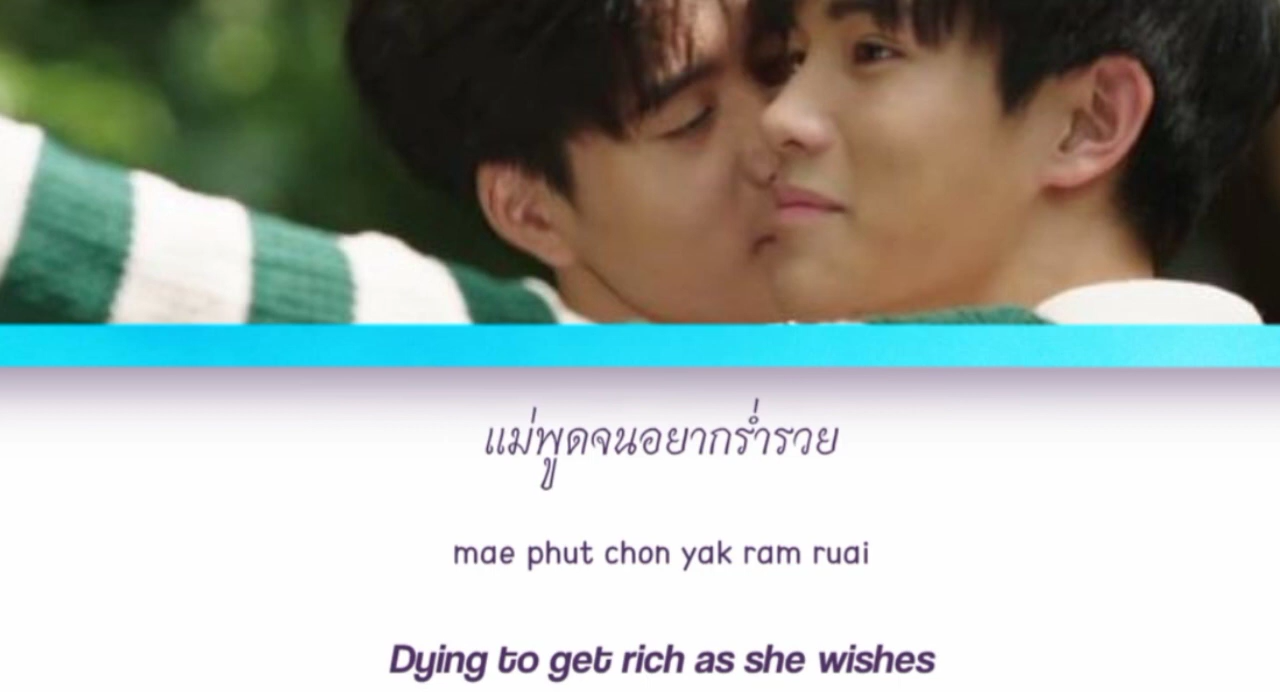 แม่พูดจนอยากร่ำรวย
mae phut chon yak ram ruai
Dying to get rich as she wishes